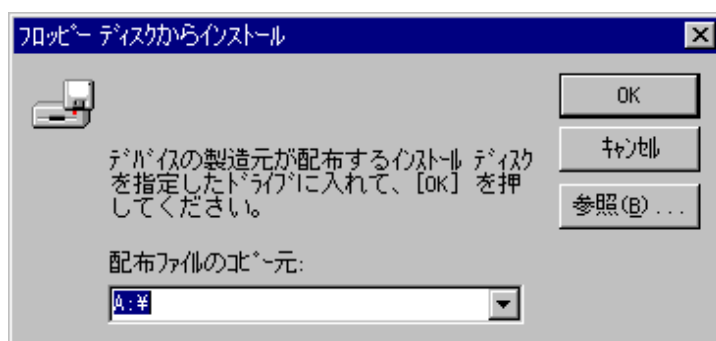 フロッピー ディスクからインストール
OK
デバイスの製造元が配布するインストール ディスク
を指定したドライブに入れて、[OK] を押
してください。
キャンセル
参照(B)...
配布ファイルのコピー元:
A:¥